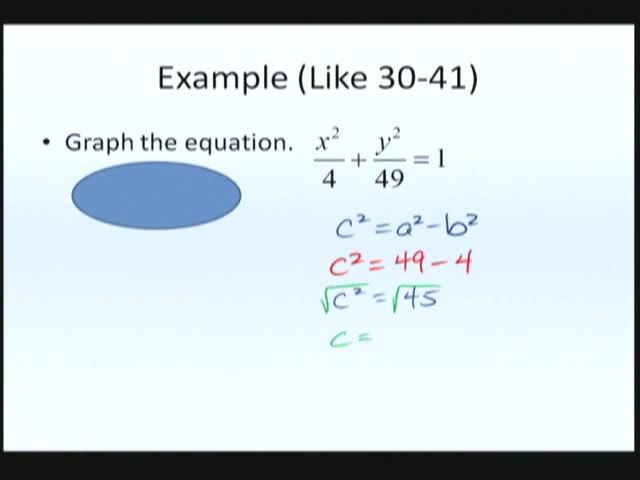 Example (Like 30-41)
• Graph the equation. x²/4 + y²/49 = 1
c² = a² - b²
c² = 49 - 4
√c² = √45
c =